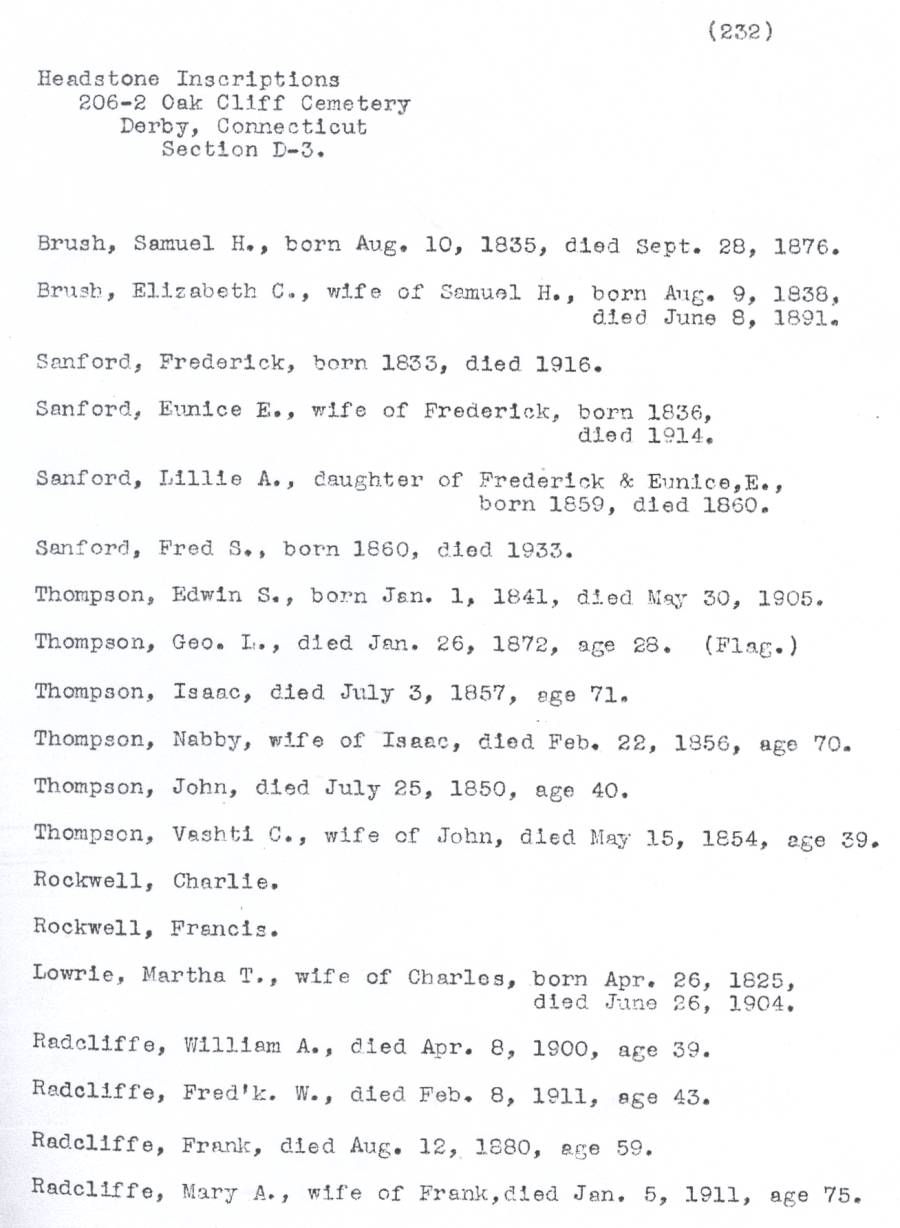 (232)
Headstone Inscriptions
206-2 Oak Cliff Cemetery
Derby, Connecticut
Section D-3.
Brush, Samuel H., born Aug. 10, 1835, died Sept. 28, 1876.
Brush, Elizabeth C., wife of Samuel H., born Aug. 9, 1838,
died June 8, 1891.
Sanford, Frederick, born 1833, died 1916.
Sanford, Eunice E., wife of Frederick, born 1836,
died 1914.
Sanford, Lillie A., daughter of Frederick & Eunice,E.,
born 1859, died 1860.
Sanford, Fred S., born 1860, died 1933.
Thompson, Edwin S., born Jan. 1, 1841, died May 30, 1905.
Thompson, Geo. L., died Jan. 26, 1872, age 28. (Flag.)
Thompson, Isaac, died July 3, 1857, age 71.
Thompson, Nabby, wife of Isaac, died Feb. 22, 1856, age 70.
Thompson, John, died July 25, 1850, age 40.
Thompson, Vashti C., wife of John, died May 15, 1854, age 39.
Rockwell, Charlie.
Rockwell, Francis.
Lowrie, Martha T., wife of Charles, born Apr. 26, 1825,
died June 26, 1904.
Radcliffe, William A., died Apr. 8, 1900, age 39.
Radcliffe, Fred'k. W., died Feb. 8, 1911, age 43.
Radcliffe, Frank, died Aug. 12, 1880, age 59.
Radcliffe, Mary A., wife of Frank,died Jan. 5, 1911, age 75.